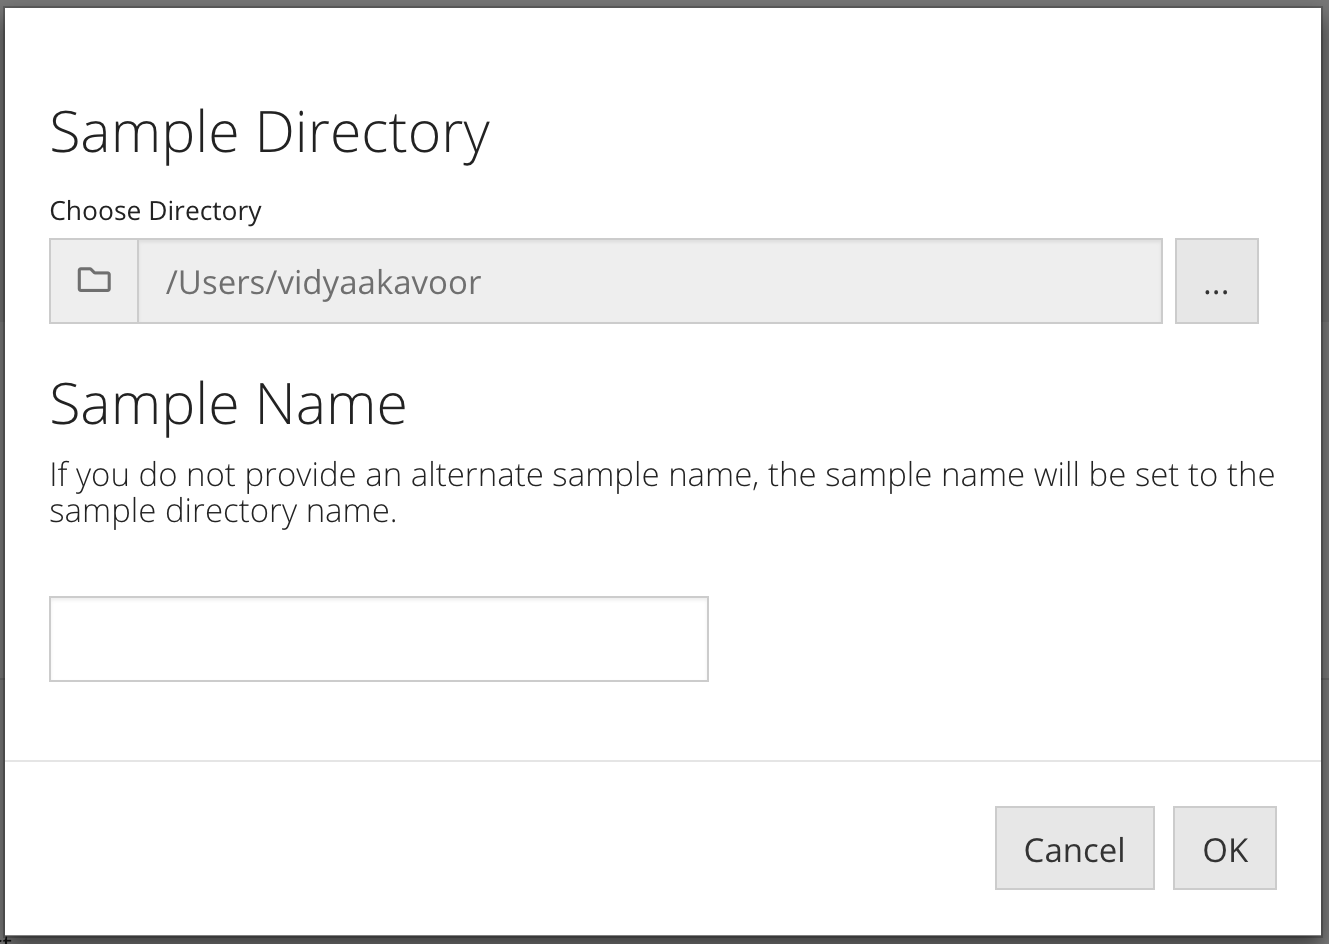 Sample Directory
Choose Directory
/Users/vidyaakavoor
...
Sample Name
If you do not provide an alternate sample name, the sample name will be set to the
sample directory name.
Cancel
OK